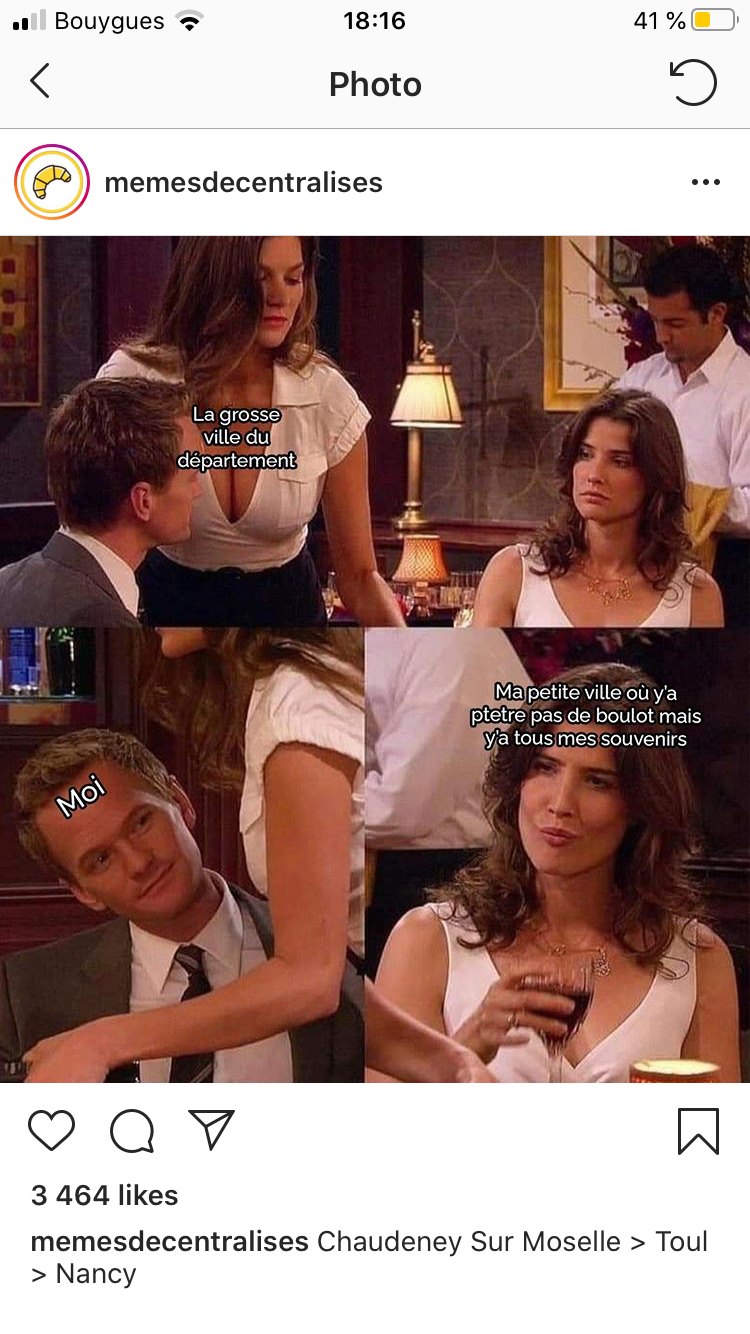 Bouygues 18:16 41 %
Photo
memesdecentralises
La grosse
ville du
département
Moi
Ma petite ville où y'a
ptetre pas de boulot mais
y'a tous mes souvenirs
3 464 likes
memesdecentralises Chaudeney Sur Moselle > Toul
> Nancy